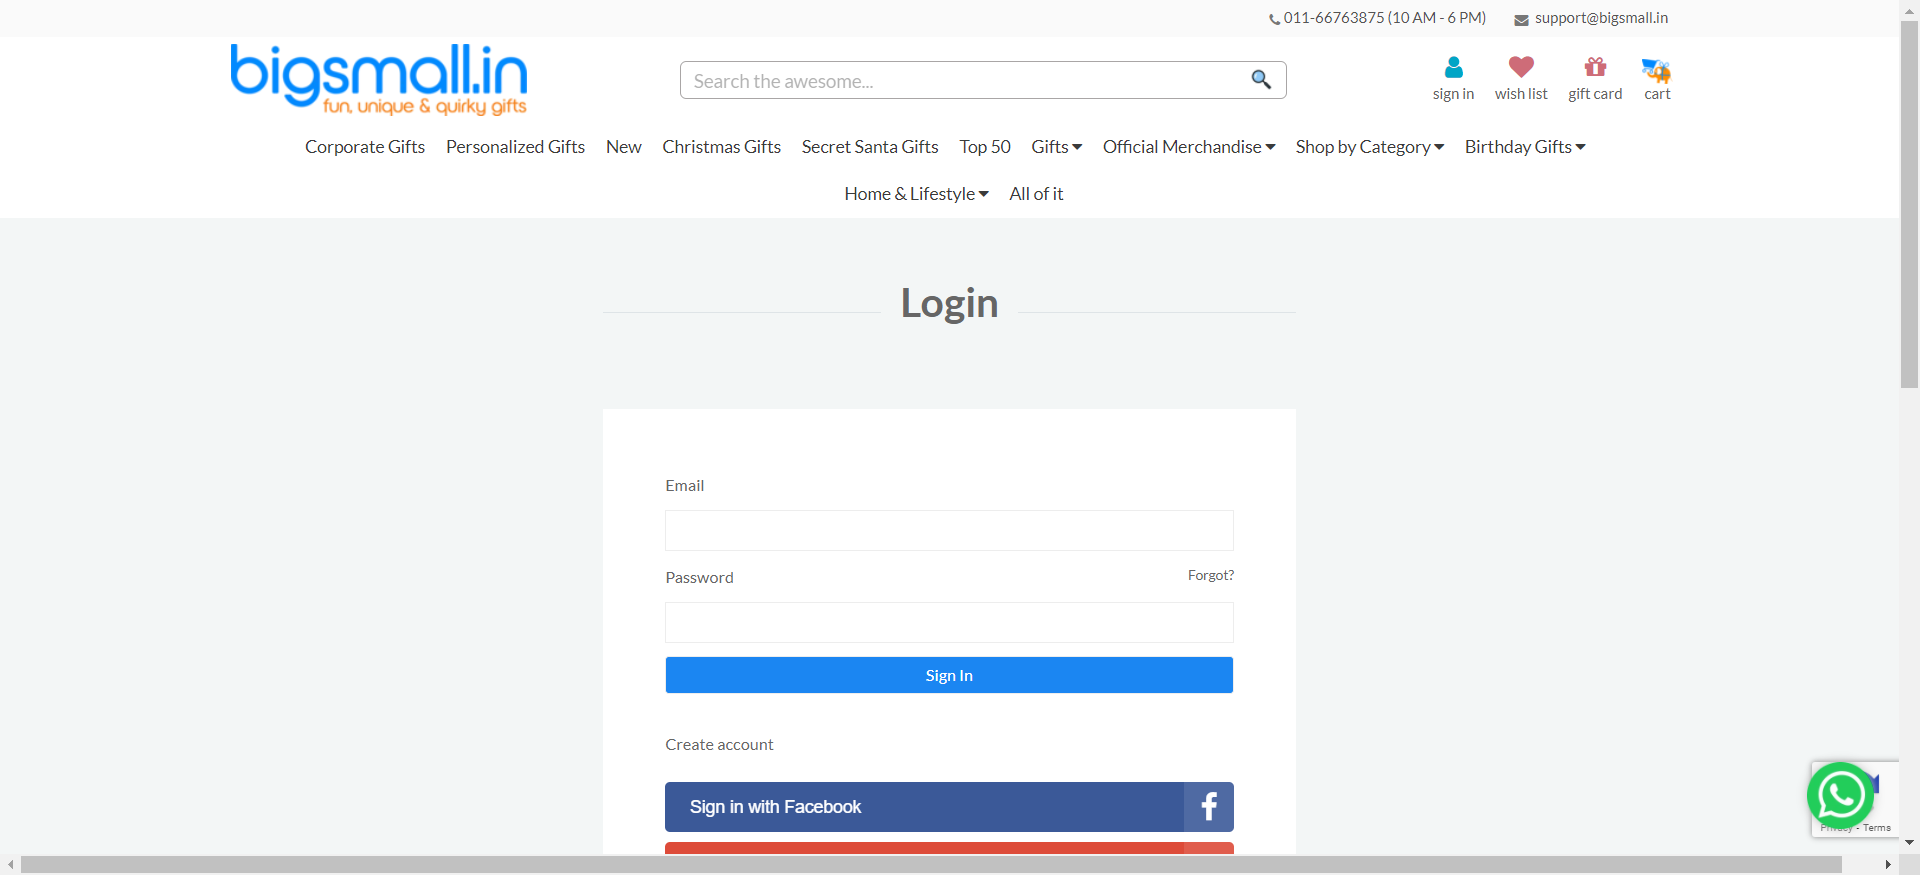 011-66763875 (10 AM - 6 PM) support@bigsmall.in
bigsmall.in
fun, unique & quirky gifts
Search the awesome...
sign in wish list gift card cart
Corporate Gifts Personalized Gifts New Christmas Gifts Secret Santa Gifts Top 50 Gifts Official Merchandise Shop by Category Birthday Gifts
Home & Lifestyle All of it
Login
Email
Password Forgot?
Sign In
Create account
Sign in with Facebook
Privacy - Terms